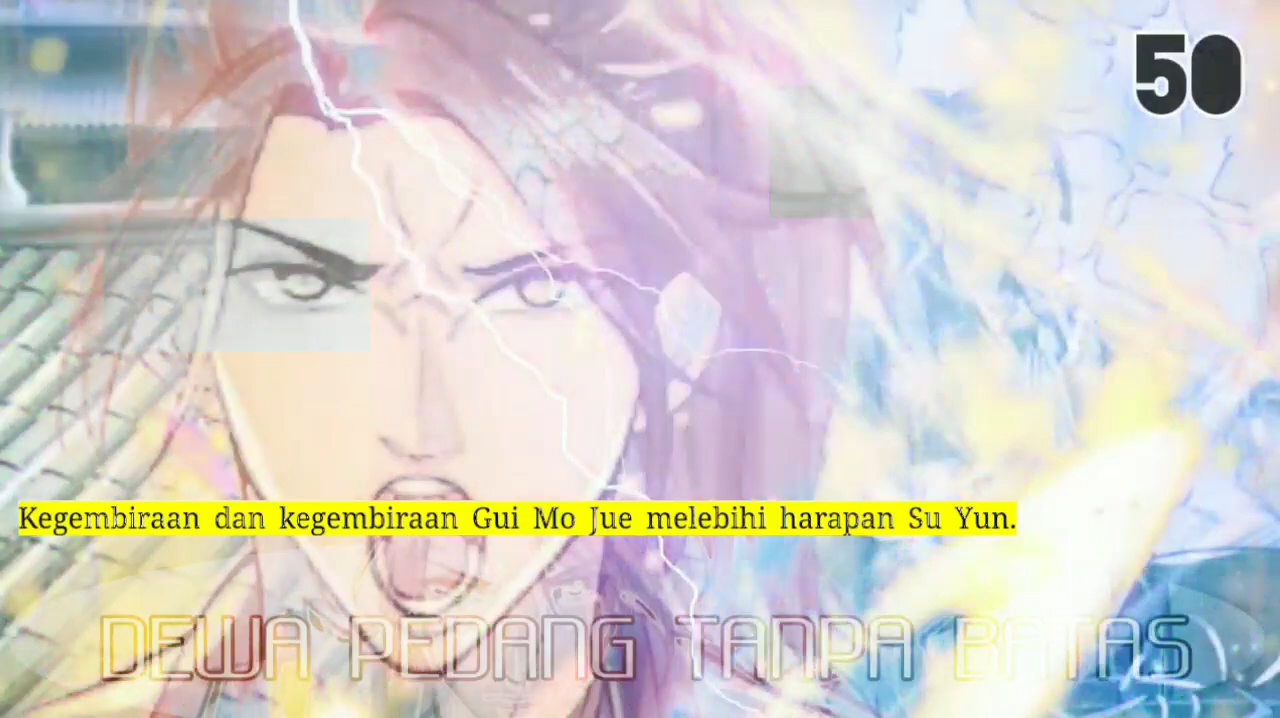 50
Kegembiraan dan kegembiraan Gui Mo Jue melebihi harapan Su Yun.
DEWA PEDANG TANPA BATAS